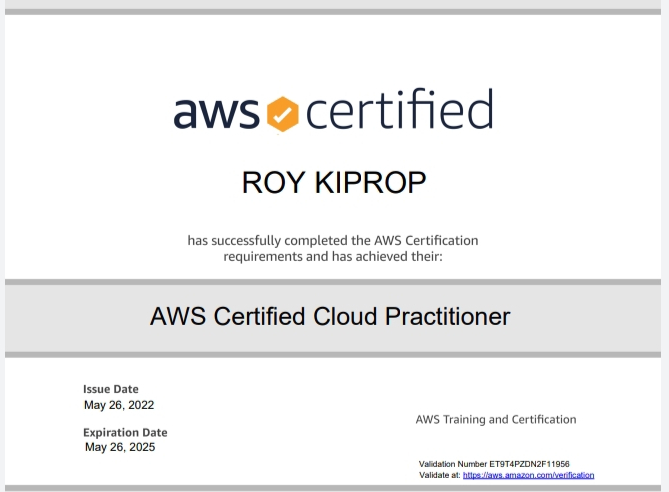 aws certified
ROY KIPROP
has successfully completed the AWS Certification
requirements and has achieved their:
AWS Certified Cloud Practitioner
Issue Date
May 26, 2022
Expiration Date
May 26, 2025
AWS Training and Certification
Validation Number ET9T4PZDN2F11956
Validate at: https://aws.amazon.com/verification